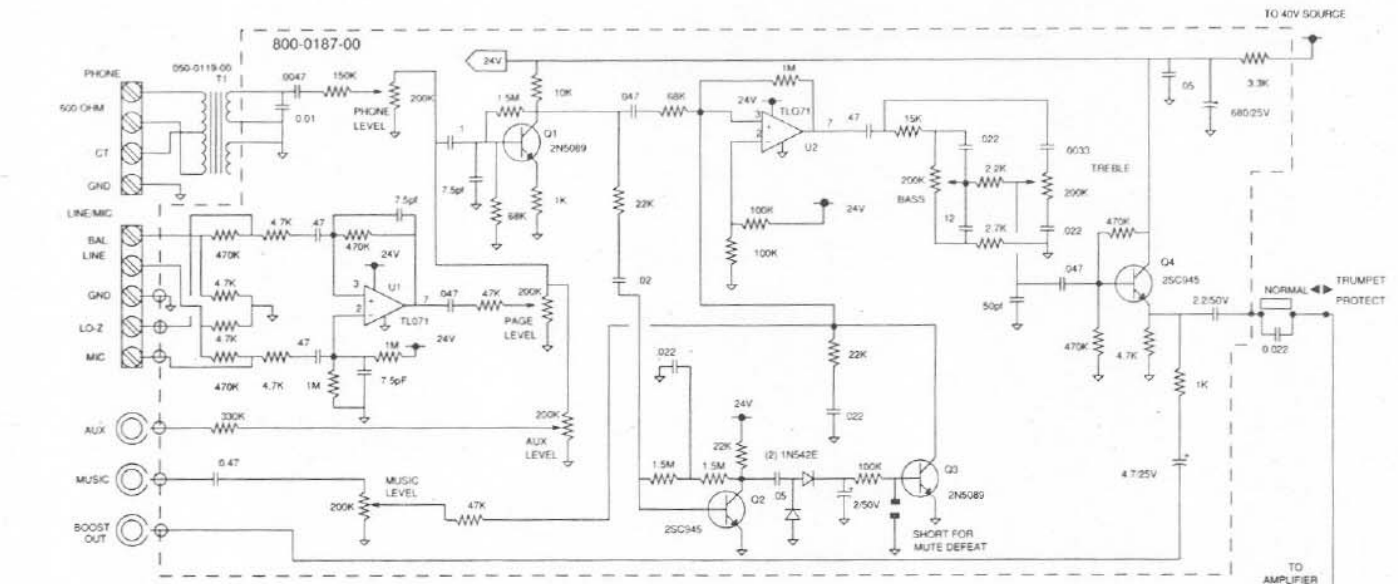 TO 40V SOURCE
800-0187-00
PHONE
050-0119-00
T1
.0047
150K
200K
PHONE
LEVEL
0.01
600 OHM
CT
GND
24V
10K
1.5M
Q1
2N5089
.1
7.5pf
68K
1K
.047
68K
1M
24V
TLO71
3
2
7
U2
.47
15K
.022
.0033
2.2K
TREBLE
200K
BASS
200K
.12
2.7K
.022
.05
680/25V
3.3K
22K
100K
24V
100K
.02
LINE/MIC
BAL
LINE
GND
LO-Z
MIC
4.7K
.47
470K
7.5pf
470K
24V
3
2
U1
7
TL071
.047
47K
200K
PAGE
LEVEL
4.7K
4.7K
.47
1M
24V
470K
4.7K
1M
7.5pF
470K
Q4
2SC945
.047
50pf
470K
4.7K
2.2/50V
NORMAL
TRUMPET
PROTECT
0.022
1K
4.7/25V
.022
22K
.022
24V
22K
AUX
330K
200K
AUX
LEVEL
MUSIC
0.47
200K
MUSIC
LEVEL
47K
1.5M
1.5M
(2) 1N542E
.05
100K
Q3
2N5089
Q2
2SC945
2/50V
SHORT FOR
MUTE DEFEAT
BOOST
OUT
TO
AMPLIFIER